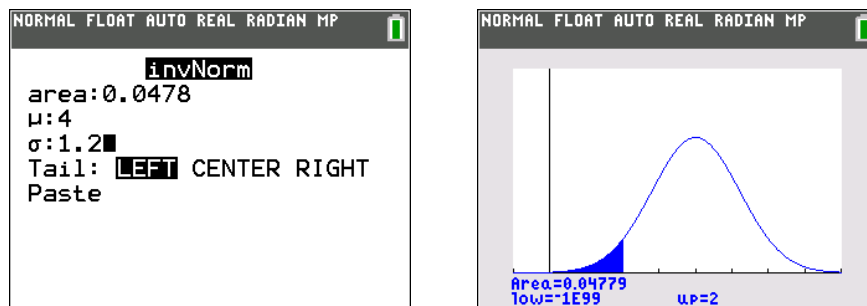 NORMAL FLOAT AUTO REAL RADIAN MP
invNorm
area:0.0478
μ:4
σ:1.2
Tail: LEFT CENTER RIGHT
Paste
NORMAL FLOAT AUTO REAL RADIAN MP
Area=0.04779
low=-1E99 up=2